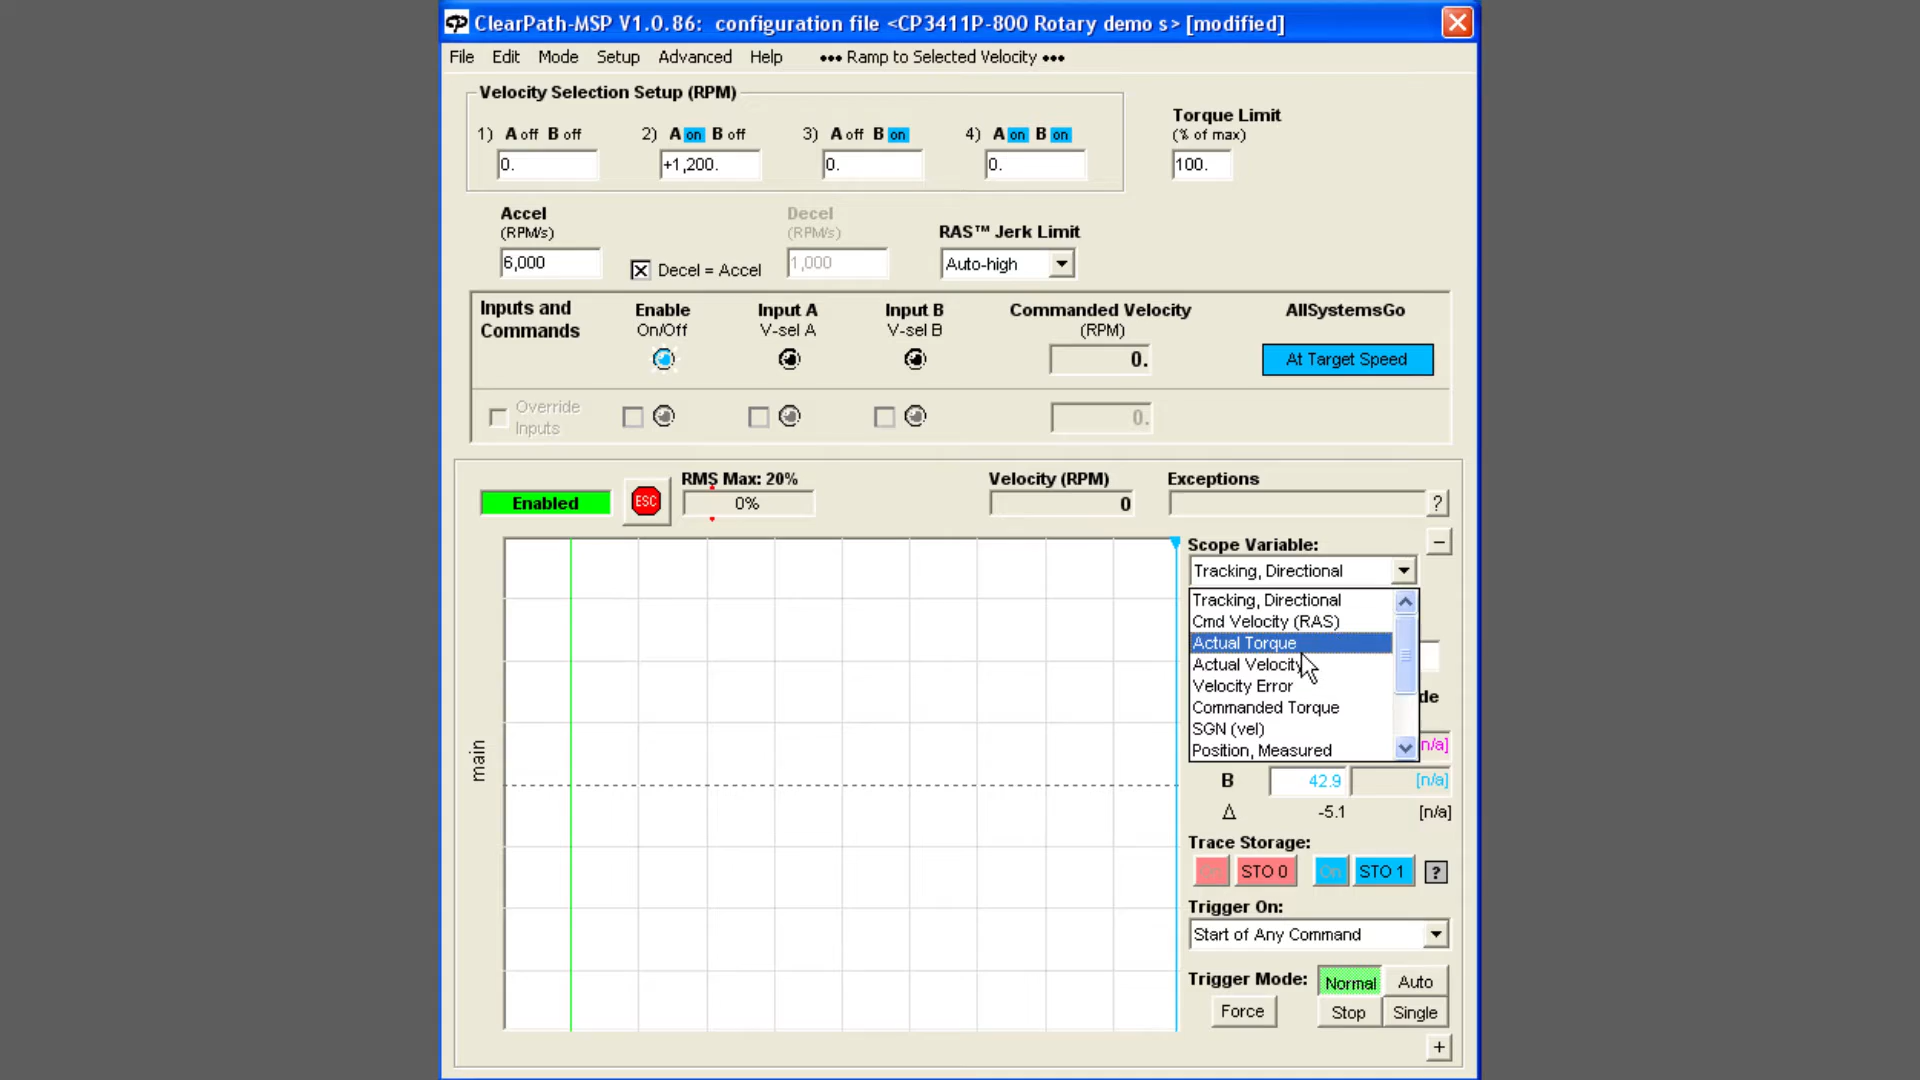 ClearPath-MSP V1.0.86: configuration file <CP3411P-800 Rotary demo s> [modified]
File Edit Mode Setup Advanced Help ••• Ramp to Selected Velocity •••
Velocity Selection Setup (RPM)
1) A off B off 2) A on B off 3) A off B on 4) A on B on
0. +1,200. 0. 0.
Torque Limit
(% of max)
100.
Accel
(RPM/s)
6,000
Decel = Accel
Decel
(RPM/s)
1,000
RAS™ Jerk Limit
Auto-high
Inputs and
Commands
Enable
On/Off
Input A
V-sel A
Input B
V-sel B
Commanded Velocity
(RPM)
0.
AllSystemsGo
At Target Speed
Override
Inputs
0.
Enabled
ESC
RMS Max: 20%
0%
Velocity (RPM)
0
Exceptions
?
main
Scope Variable:
–
Tracking, Directional
Tracking, Directional
Cmd Velocity (RAS)
Actual Torque
Actual Velocity
Velocity Error
Commanded Torque
SGN (vel)
Position, Measured
de
n/a]
B 42.9 [n/a]
Δ -5.1 [n/a]
Trace Storage:
STO 0 On STO 1 ?
Trigger On:
Start of Any Command
Trigger Mode: Normal Auto
Force Stop Single
+